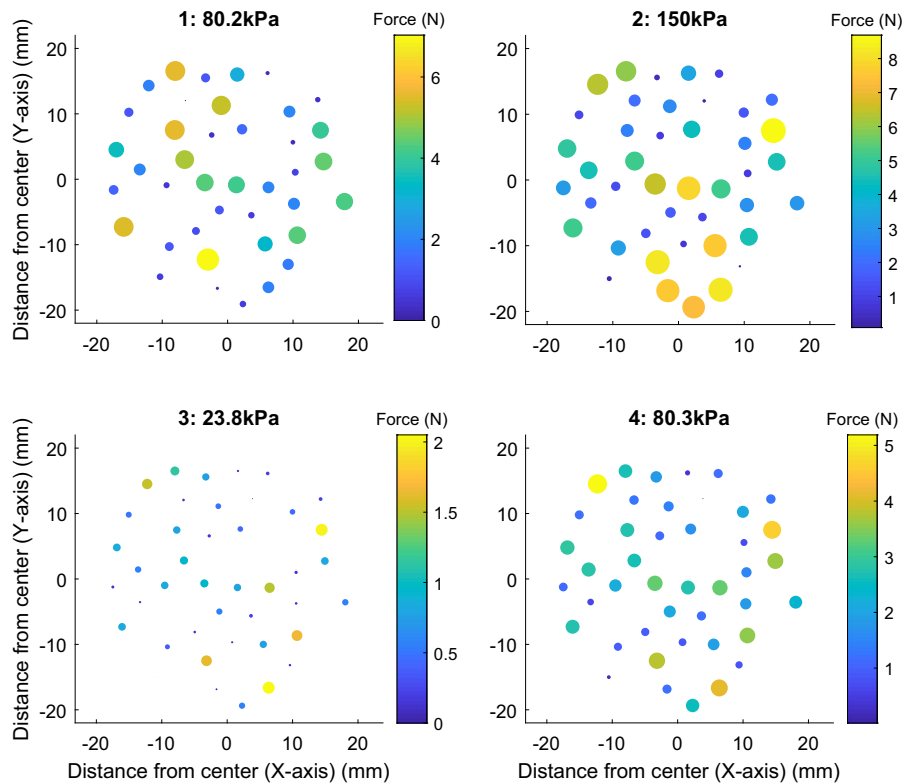 1: 80.2kPa
Force (N)
2: 150kPa
Force (N)
Distance from center (Y-axis) (mm)
20
10
0
-10
-20
-20 -10 0 10 20
6
4
2
0
20
10
0
-10
-20
-20 -10 0 10 20
8
7
6
5
4
3
2
1
3: 23.8kPa
Force (N)
4: 80.3kPa
Force (N)
Distance from center (Y-axis) (mm)
20
10
0
-10
-20
-20 -10 0 10 20
Distance from center (X-axis) (mm)
2
1.5
1
0.5
0
20
10
0
-10
-20
-20 -10 0 10 20
Distance from center (X-axis) (mm)
5
4
3
2
1